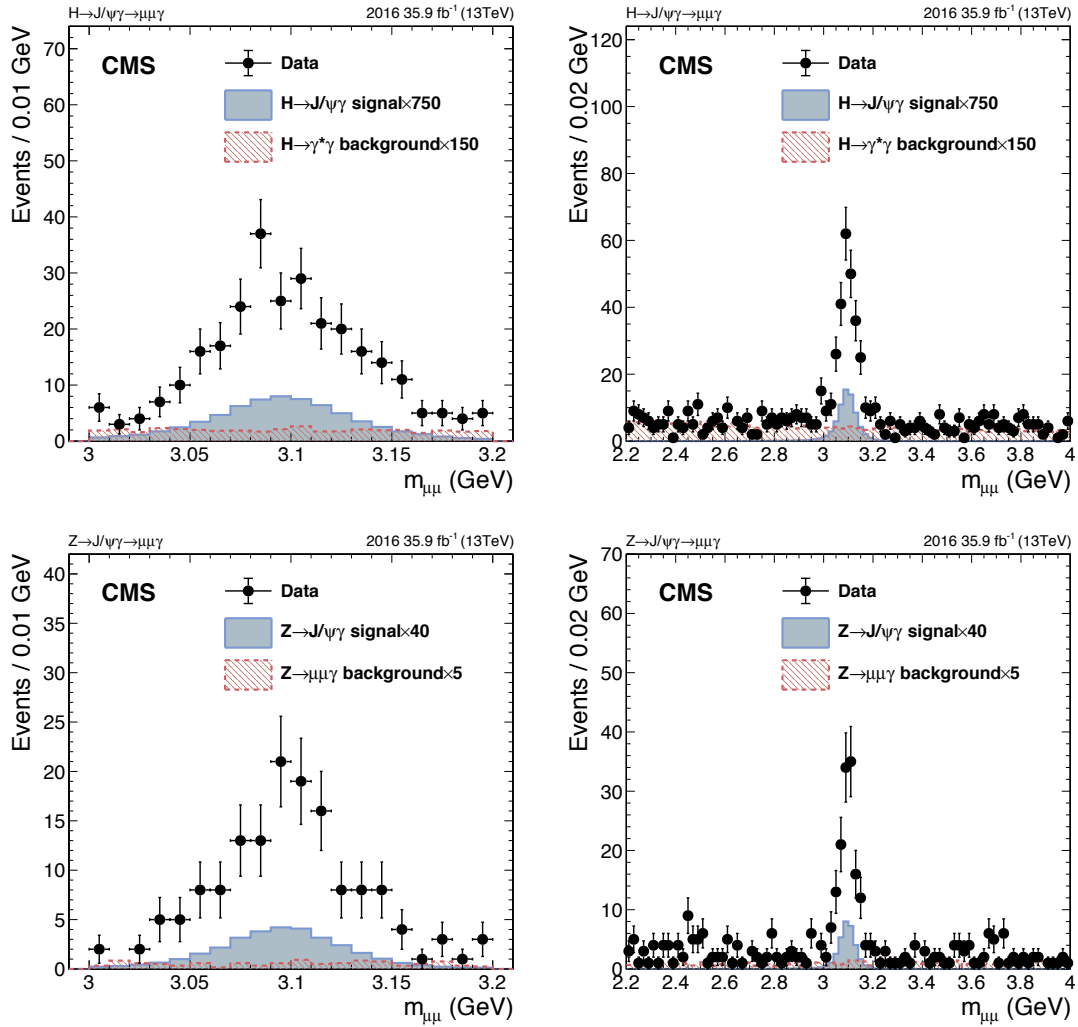 H→J/ψγ→μμγ 2016 35.9 fb⁻¹ (13TeV)
CMS
Data
H→J/ψγ signal×750
H→γ*γ background×150
Events / 0.01 GeV
70
60
50
40
30
20
10
0
3 3.05 3.1 3.15 3.2
m_μμ (GeV)
H→J/ψγ→μμγ 2016 35.9 fb⁻¹ (13TeV)
CMS
Data
H→J/ψγ signal×750
H→γ*γ background×150
Events / 0.02 GeV
120
100
80
60
40
20
0
2.2 2.4 2.6 2.8 3 3.2 3.4 3.6 3.8 4
m_μμ (GeV)
Z→J/ψγ→μμγ 2016 35.9 fb⁻¹ (13TeV)
CMS
Data
Z→J/ψγ signal×40
Z→μμγ background×5
Events / 0.01 GeV
40
35
30
25
20
15
10
5
0
3 3.05 3.1 3.15 3.2
m_μμ (GeV)
Z→J/ψγ→μμγ 2016 35.9 fb⁻¹ (13TeV)
CMS
Data
Z→J/ψγ signal×40
Z→μμγ background×5
Events / 0.02 GeV
70
60
50
40
30
20
10
0
2.2 2.4 2.6 2.8 3 3.2 3.4 3.6 3.8 4
m_μμ (GeV)